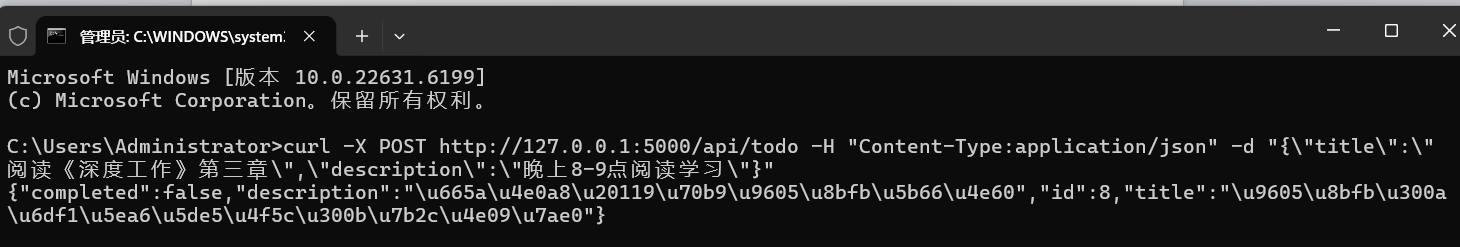 管理员: C:\WINDOWS\system
Microsoft Windows [版本 10.0.22631.6199]
(c) Microsoft Corporation。保留所有权利。
C:\Users\Administrator>curl -X POST http://127.0.0.1:5000/api/todo -H "Content-Type:application/json" -d "{\"title\":\"
阅读《深度工作》第三章\",\"description\":\"晚上8-9点阅读学习\"}"
{"completed":false,"description":"\u665a\u4e0a8\u20119\u70b9\u9605\u8bfb\u5b66\u4e60","id":8,"title":"\u9605\u8bfb\u300a
\u6df1\u5ea6\u5de5\u4f5c\u300b\u7b2c\u4e09\u7ae0"}